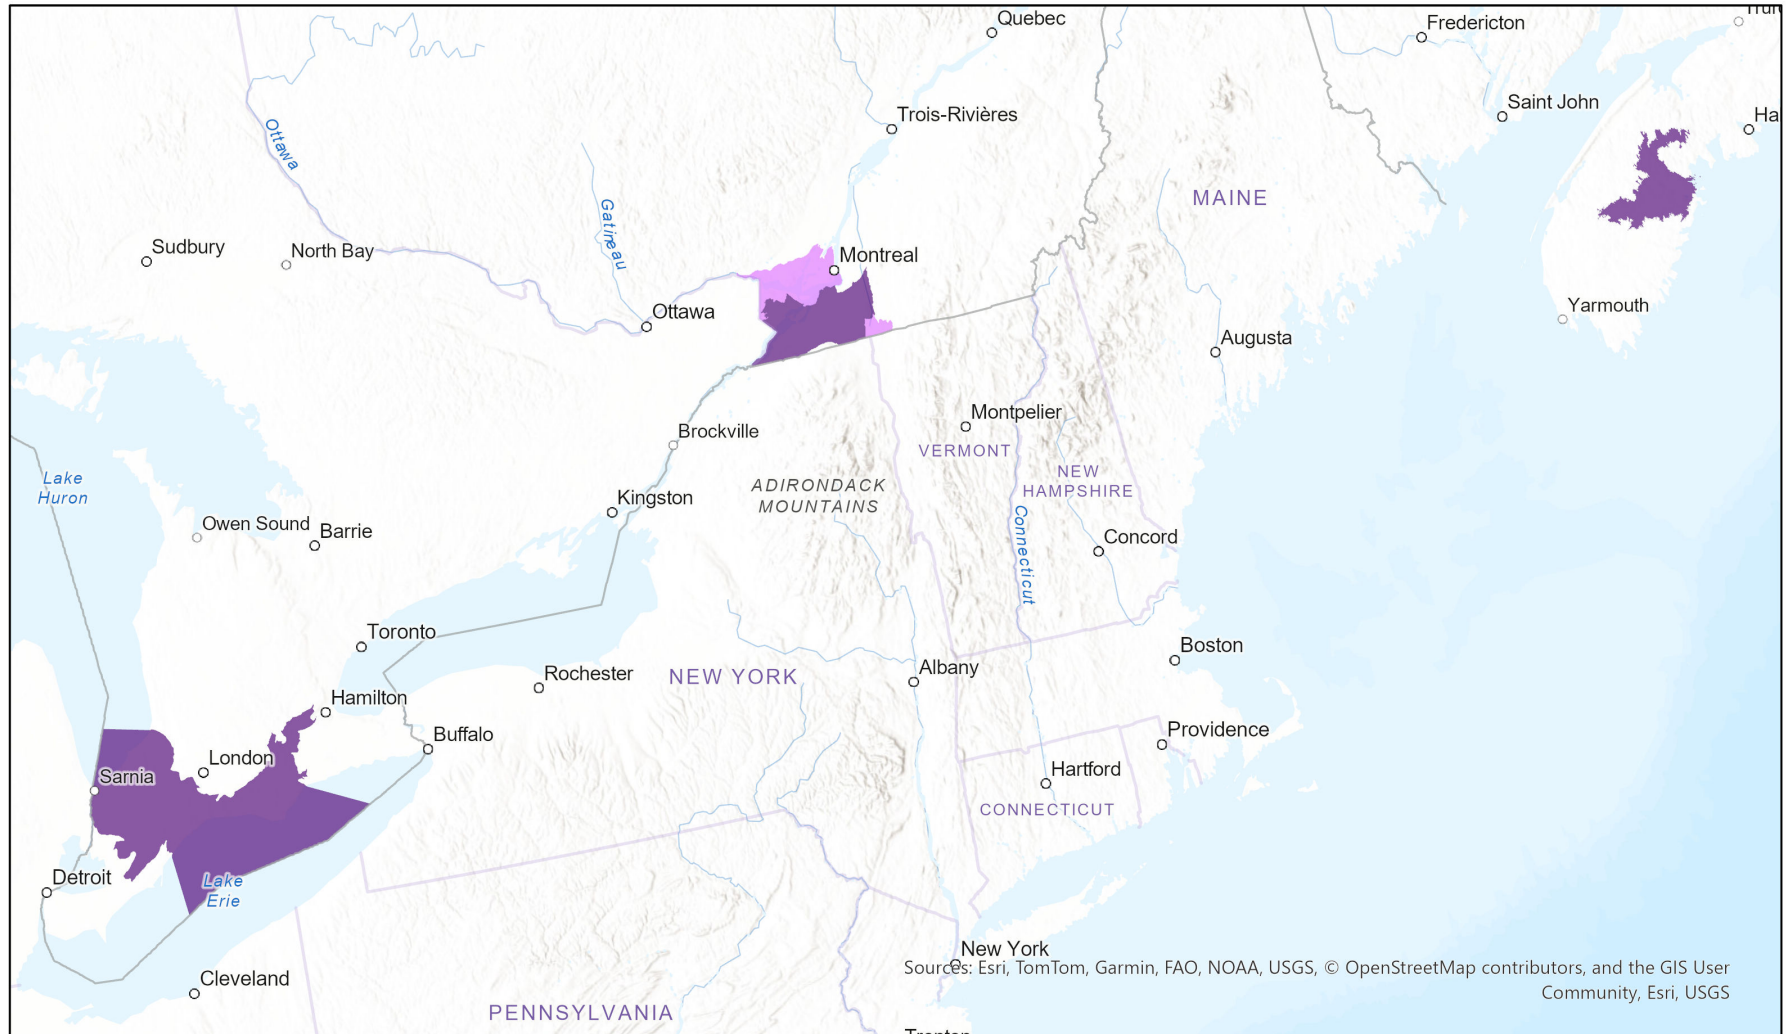 Quebec
Fredericton
Saint John
Trois-Rivières
Ottawa
MAINE
Gatineau
Sudbury
North Bay
Montreal
Ottawa
Yarmouth
Augusta
Montpelier
VERMONT
Brockville
NEW
HAMPSHIRE
Lake
Huron
ADIRONDACK
MOUNTAINS
Kingston
Owen Sound
Barrie
Concord
Connecticut
Toronto
Boston
Rochester
NEW YORK
Albany
Hamilton
Buffalo
Providence
London
Sarnia
Hartford
CONNECTICUT
Detroit
Lake
Erie
New York
Cleveland
Sources: Esri, TomTom, Garmin, FAO, NOAA, USGS, © OpenStreetMap contributors, and the GIS User
Community, Esri, USGS
PENNSYLVANIA